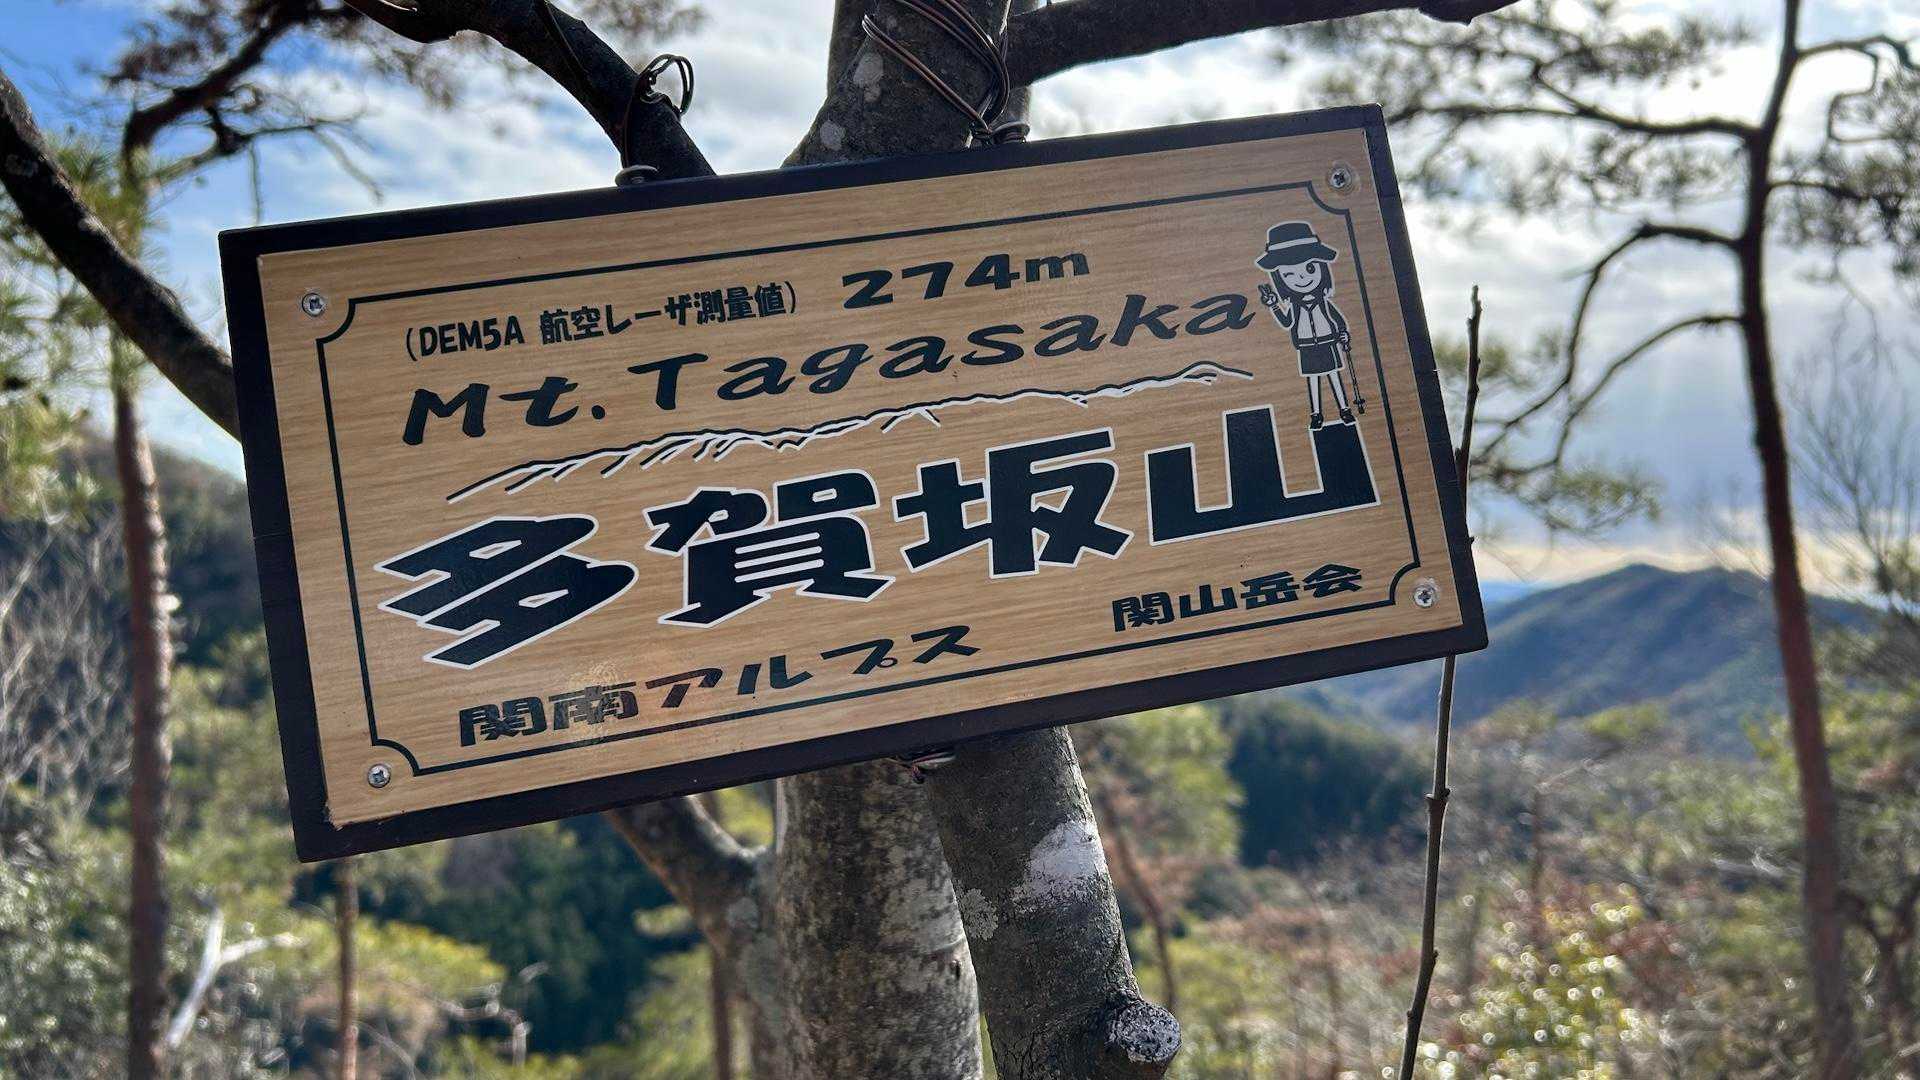 (DEM5A 航空レーザ測量値) 274m
Mt. Tagasaka
多賀坂山
関南アルプス 関山岳会